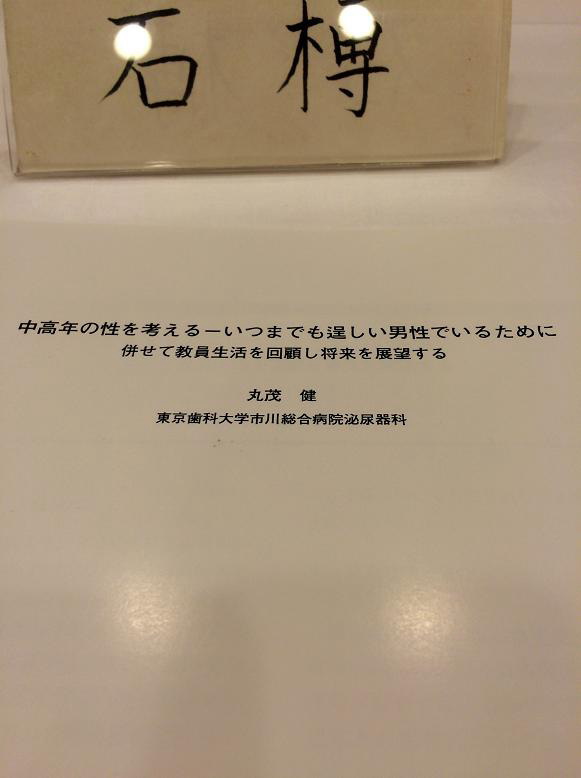 石 榑
中高年の性を考えるーいつまでも逞しい男性でいるために
併せて教員生活を回顧し将来を展望する
丸茂 健
東京歯科大学市川総合病院泌尿器科